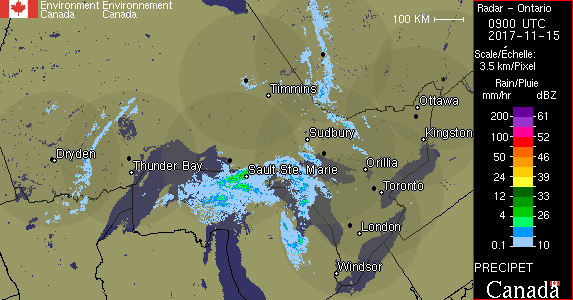 Environment Environnement
Canada Canada
100 KM
Timmins
Ottawa
Sudbury
Kingston
Dryden
Thunder Bay
Sault Ste. Marie
Orillia
Toronto
London
Windsor
Radar - Ontario
0900 UTC
2017-11-15
Scale/Échelle:
3.5 km/Pixel
Rain/Pluie
mm/hr dBZ
200 61
100 52
50 46
24 39
12 33
4 26
0.1 10
PRECIPET
Canada